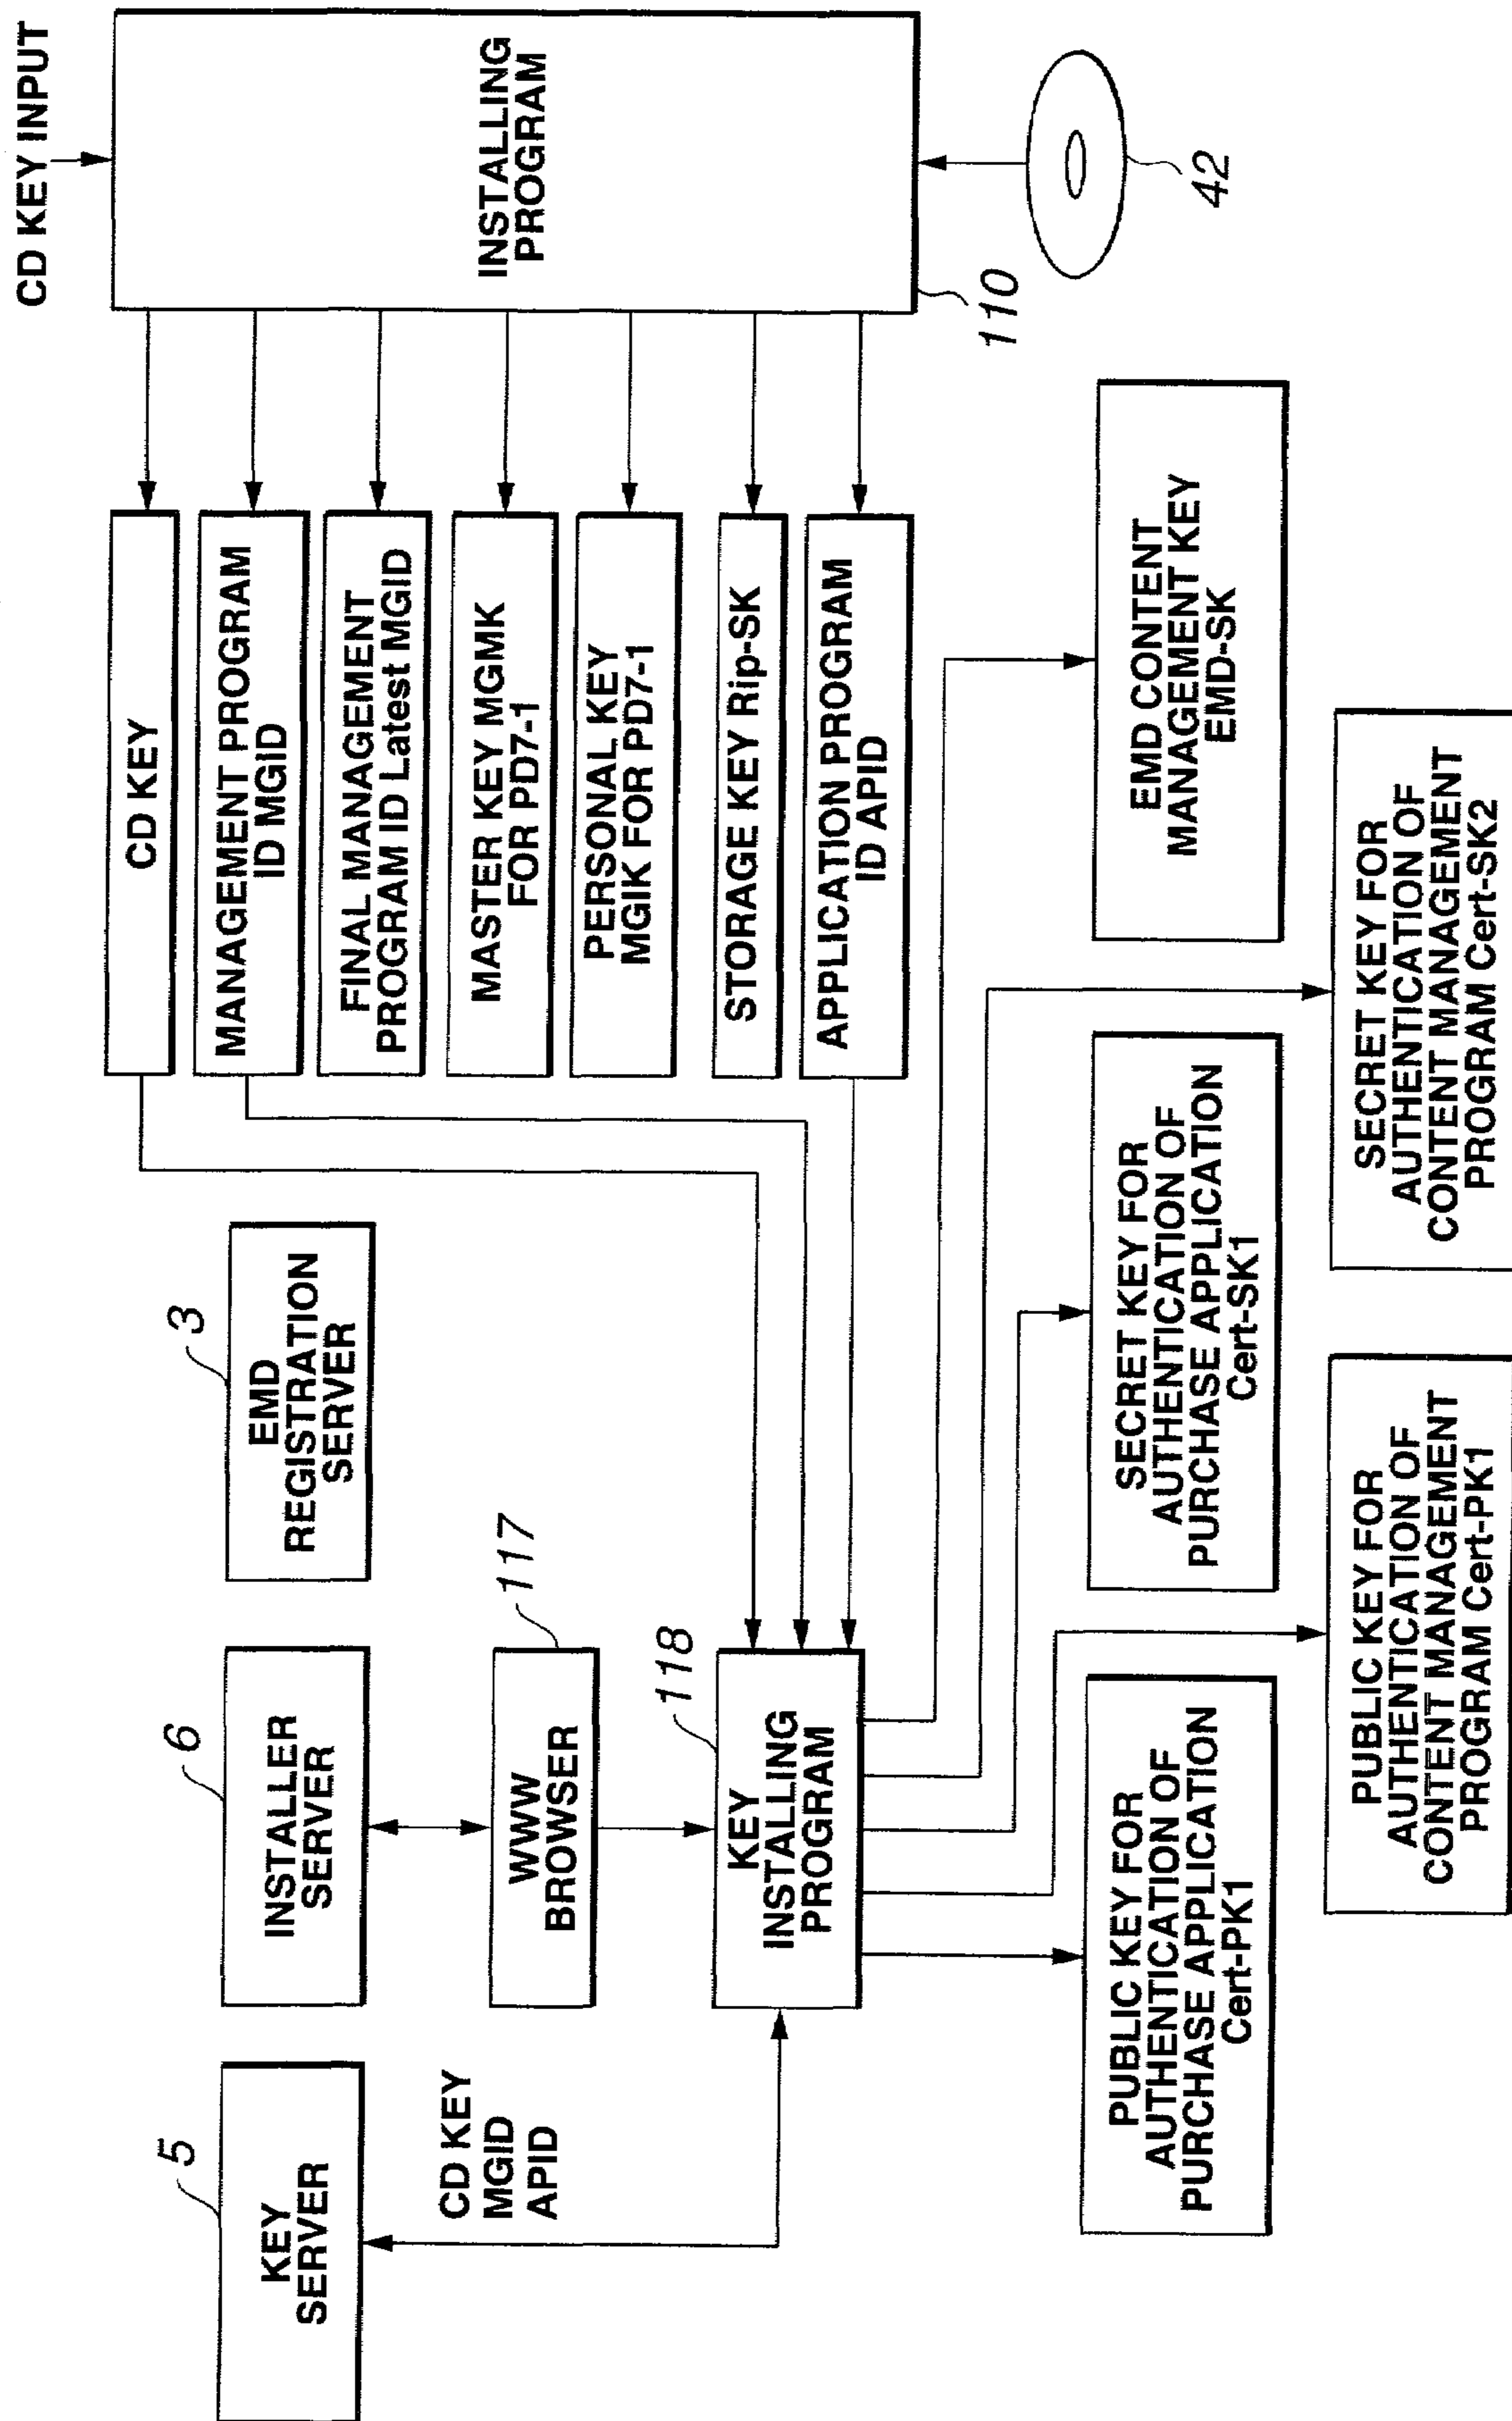 5
KEY
SERVER
6
INSTALLER
SERVER
3
EMD
REGISTRATION
SERVER
CD KEY INPUT
CD KEY
MANAGEMENT PROGRAM
ID MGID
FINAL MANAGEMENT
PROGRAM ID Latest MGID
MASTER KEY MGMK
FOR PD7-1
PERSONAL KEY
MGIK FOR PD7-1
STORAGE KEY Rip-SK
APPLICATION PROGRAM
ID APID
INSTALLING
PROGRAM
110
42
CD KEY
MGID
APID
WWW
BROWSER
117
118
KEY
INSTALLING
PROGRAM
PUBLIC KEY FOR
AUTHENTICATION OF
PURCHASE APPLICATION
Cert-PK1
SECRET KEY FOR
AUTHENTICATION OF
PURCHASE APPLICATION
Cert-SK1
EMD CONTENT
MANAGEMENT KEY
EMD-SK
PUBLIC KEY FOR
AUTHENTICATION OF
CONTENT MANAGEMENT
PROGRAM Cert-PK1
SECRET KEY FOR
AUTHENTICATION OF
CONTENT MANAGEMENT
PROGRAM Cert-SK2